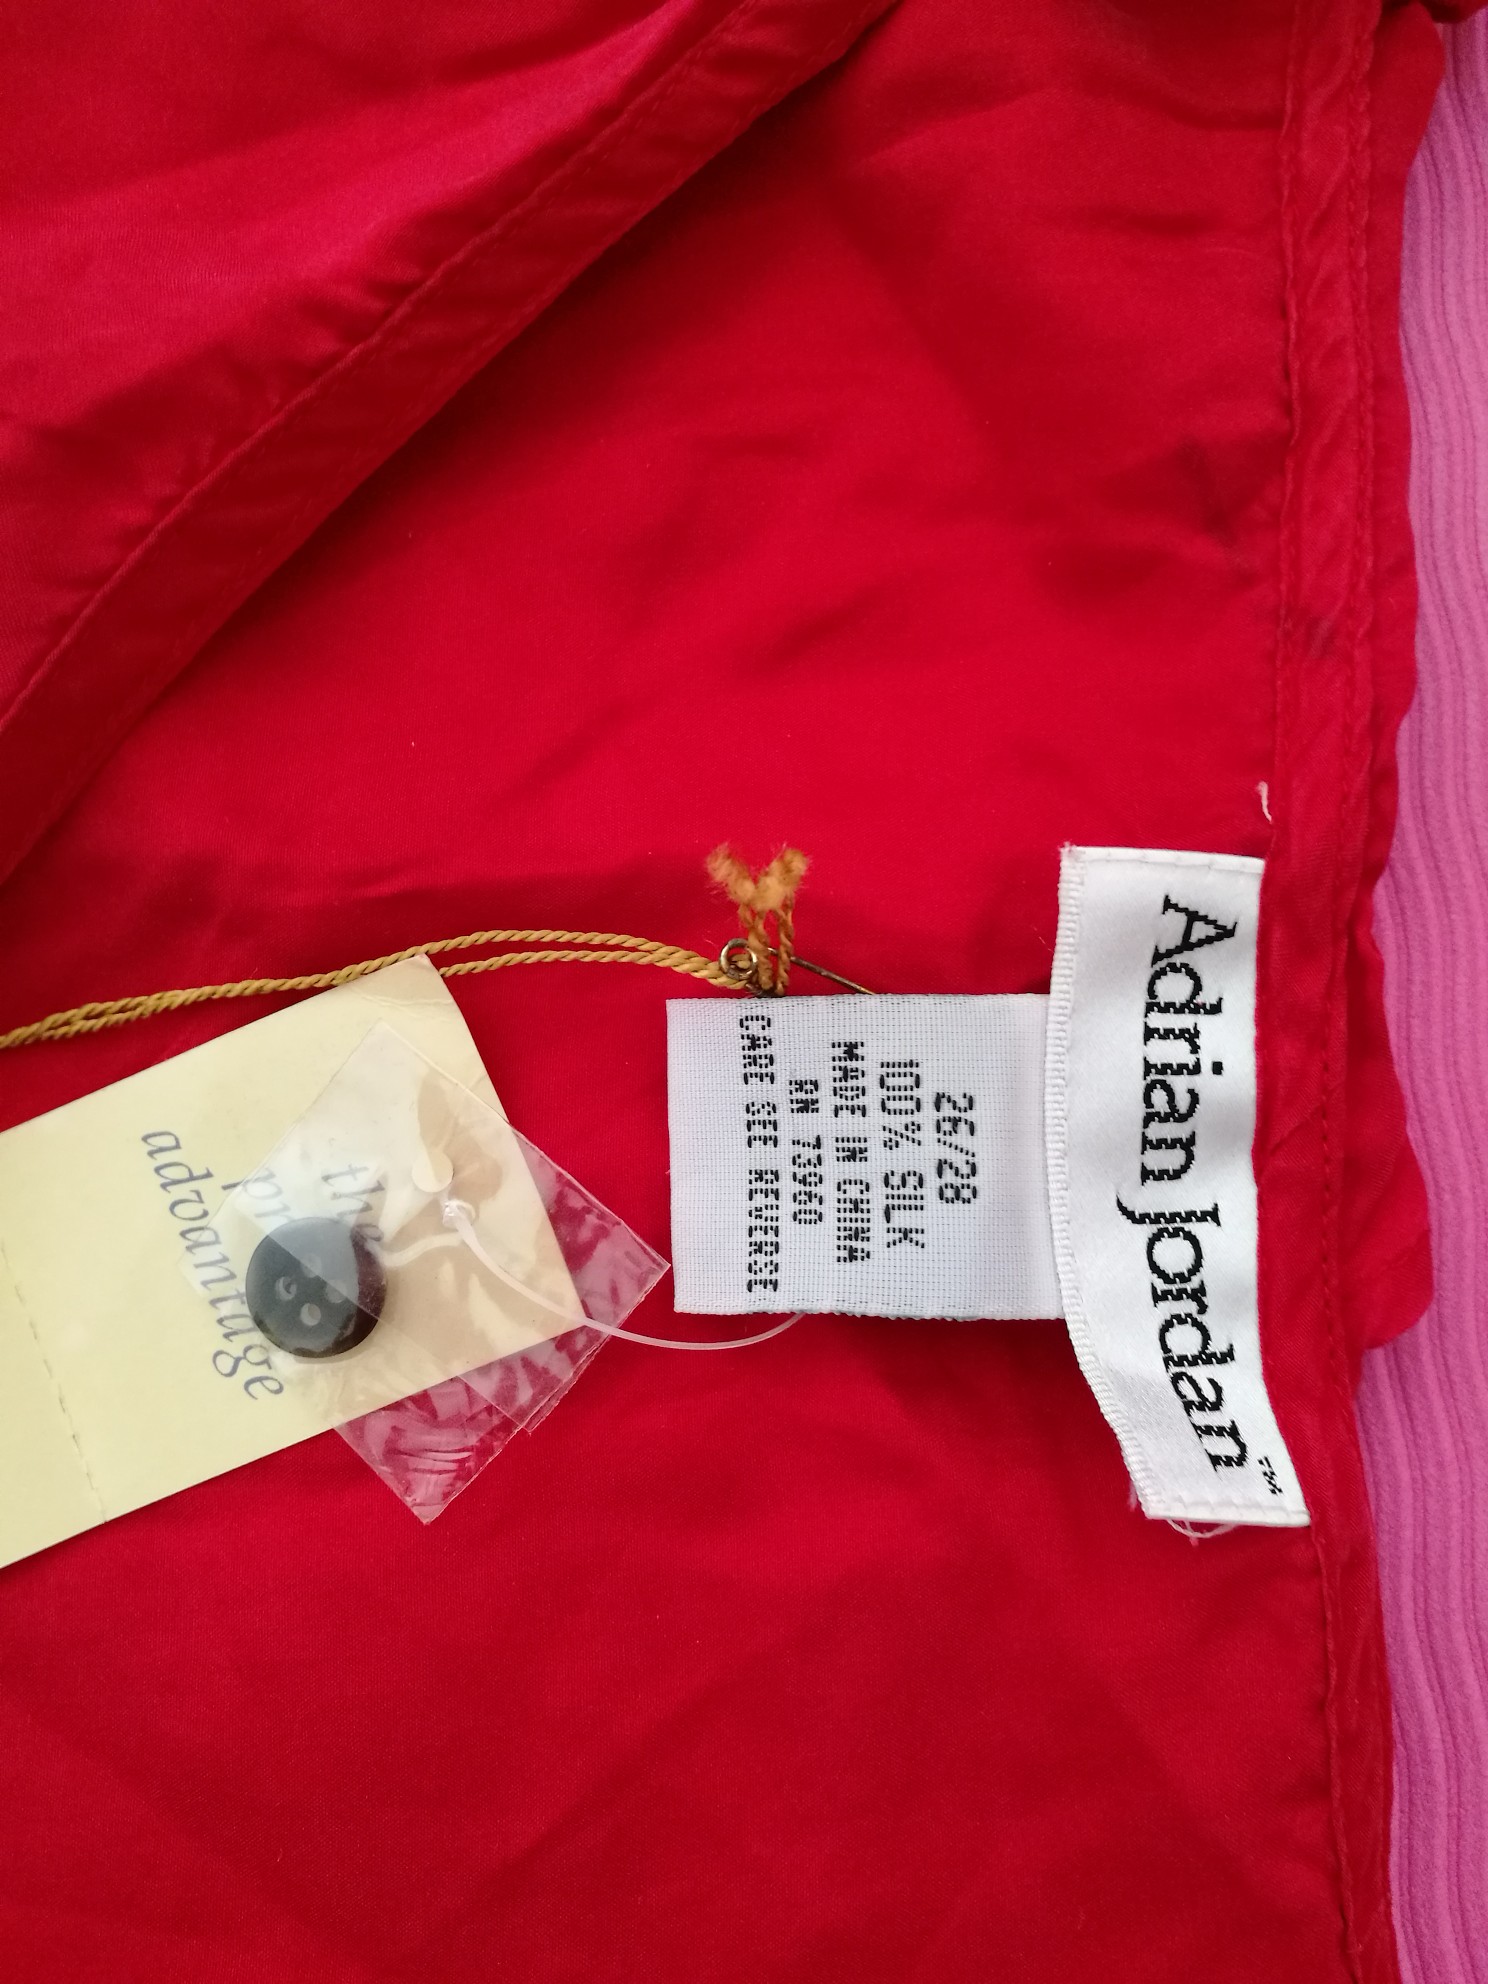 Adrian Jordan™
26/28
100% SILK
MADE IN CHINA
RN 73960
CARE SEE REVERSE
the
advantage